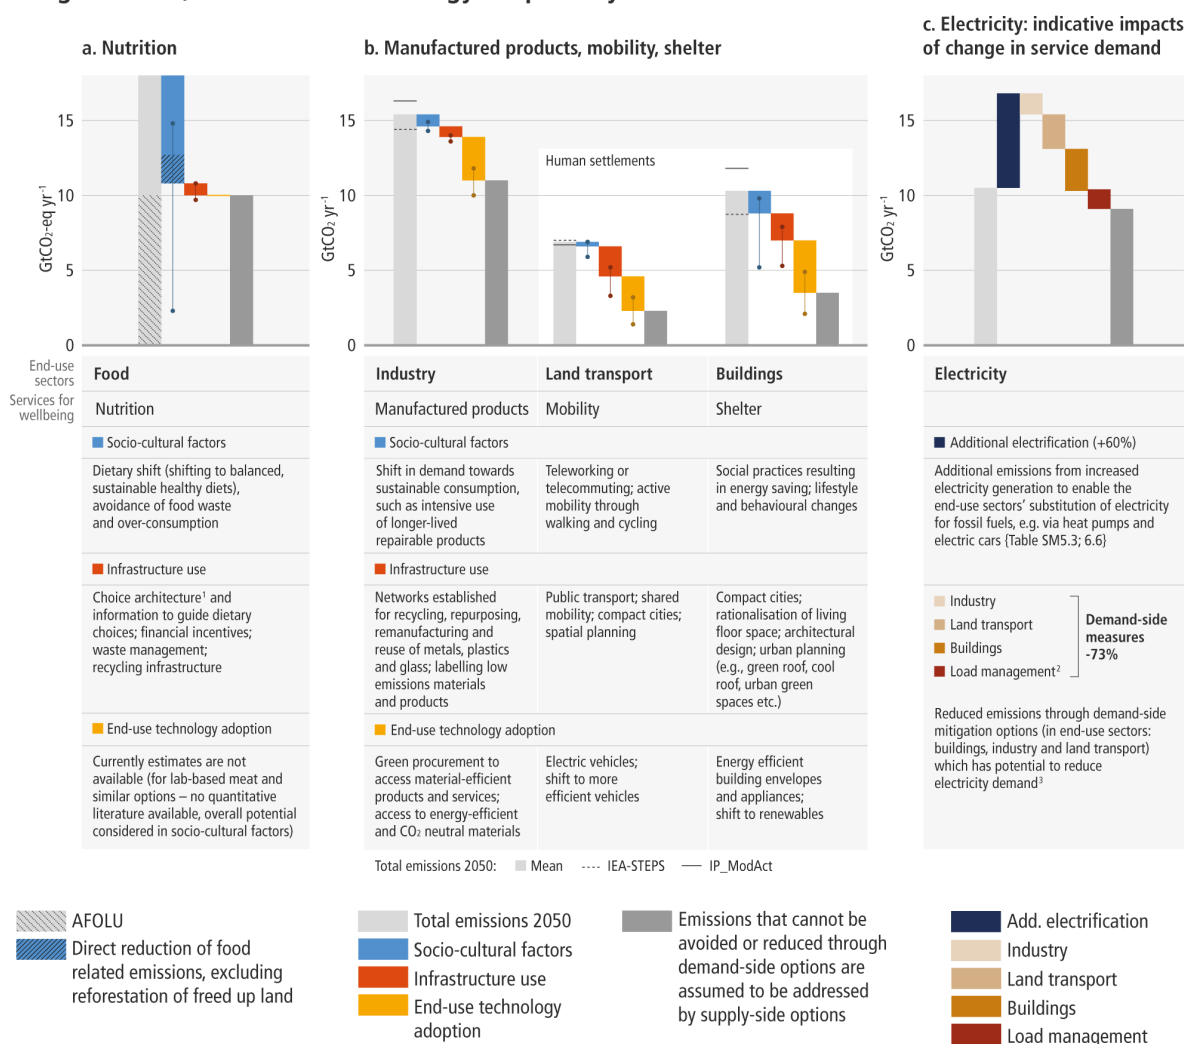 a. Nutrition
b. Manufactured products, mobility, shelter
c. Electricity: indicative impacts
of change in service demand
GtCO2-eq yr-1
15
10
5
0
GtCO2 yr-1
15
10
5
0
Human settlements
GtCO2 yr-1
15
10
5
0
End-use
sectors
Services for
wellbeing
Food
Nutrition
Socio-cultural factors
Dietary shift (shifting to balanced,
sustainable healthy diets),
avoidance of food waste
and over-consumption
Infrastructure use
Choice architecture1 and
information to guide dietary
choices; financial incentives;
waste management;
recycling infrastructure
End-use technology adoption
Currently estimates are not
available (for lab-based meat and
similar options – no quantitative
literature available, overall potential
considered in socio-cultural factors)
Industry
Land transport
Buildings
Manufactured products
Mobility
Shelter
Socio-cultural factors
Shift in demand towards
sustainable consumption,
such as intensive use
of longer-lived
repairable products
Teleworking or
telecommuting; active
mobility through
walking and cycling
Social practices resulting
in energy saving; lifestyle
and behavioural changes
Infrastructure use
Networks established
for recycling, repurposing,
remanufacturing and
reuse of metals, plastics
and glass; labelling low
emissions materials
and products
Public transport; shared
mobility; compact cities;
spatial planning
Compact cities;
rationalisation of living
floor space; architectural
design; urban planning
(e.g., green roof, cool
roof, urban green
spaces etc.)
End-use technology adoption
Green procurement to
access material-efficient
products and services;
access to energy-efficient
and CO2 neutral materials
Electric vehicles;
shift to more
efficient vehicles
Energy efficient
building envelopes
and appliances;
shift to renewables
Electricity
Additional electrification (+60%)
Additional emissions from increased
electricity generation to enable the
end-use sectors’ substitution of electricity
for fossil fuels, e.g. via heat pumps and
electric cars {Table SM5.3; 6.6}
Industry
Land transport
Buildings
Load management2
Demand-side
measures
-73%
Reduced emissions through demand-side
mitigation options (in end-use sectors:
buildings, industry and land transport)
which has potential to reduce
electricity demand3
Total emissions 2050: Mean IEA-STEPS IP_ModAct
AFOLU
Direct reduction of food
related emissions, excluding
reforestation of freed up land
Total emissions 2050
Socio-cultural factors
Infrastructure use
End-use technology
adoption
Emissions that cannot be
avoided or reduced through
demand-side options are
assumed to be addressed
by supply-side options
Add. electrification
Industry
Land transport
Buildings
Load management